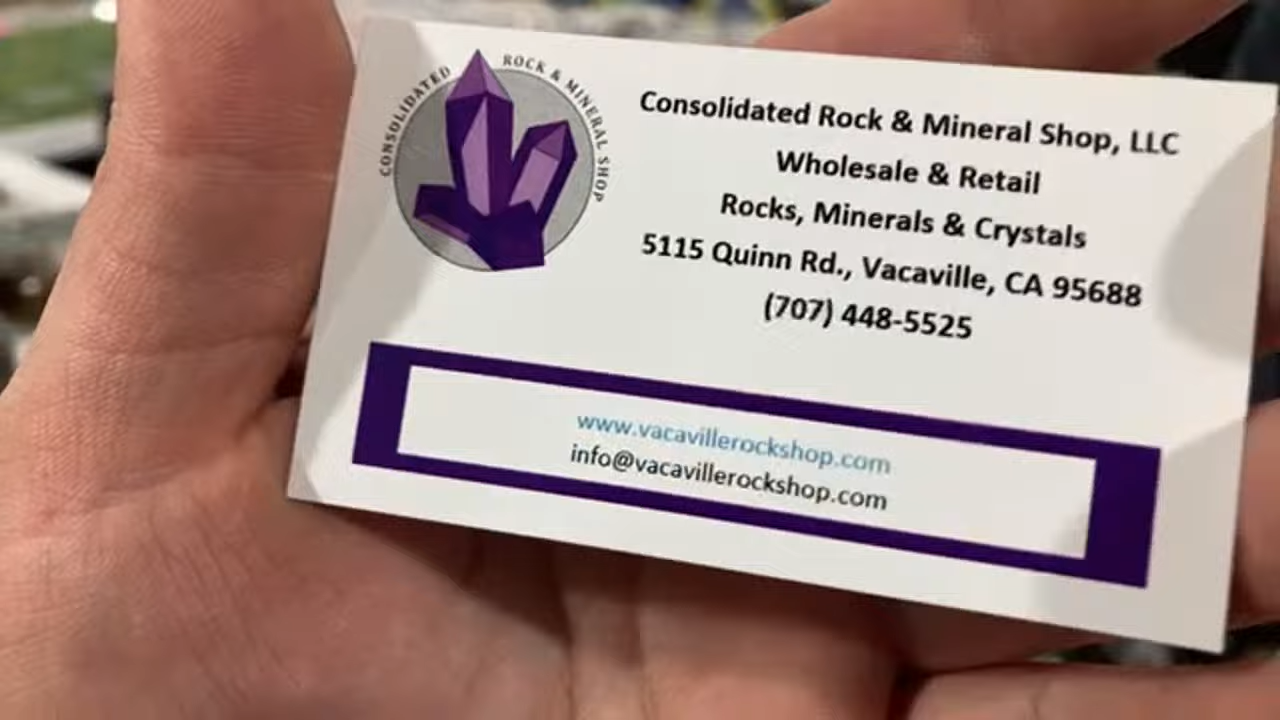 CONSOLIDATED ROCK & MINERAL SHOP
Consolidated Rock & Mineral Shop, LLC
Wholesale & Retail
Rocks, Minerals & Crystals
5115 Quinn Rd., Vacaville, CA 95688
(707) 448-5525
www.vacavillerockshop.com
info@vacavillerockshop.com